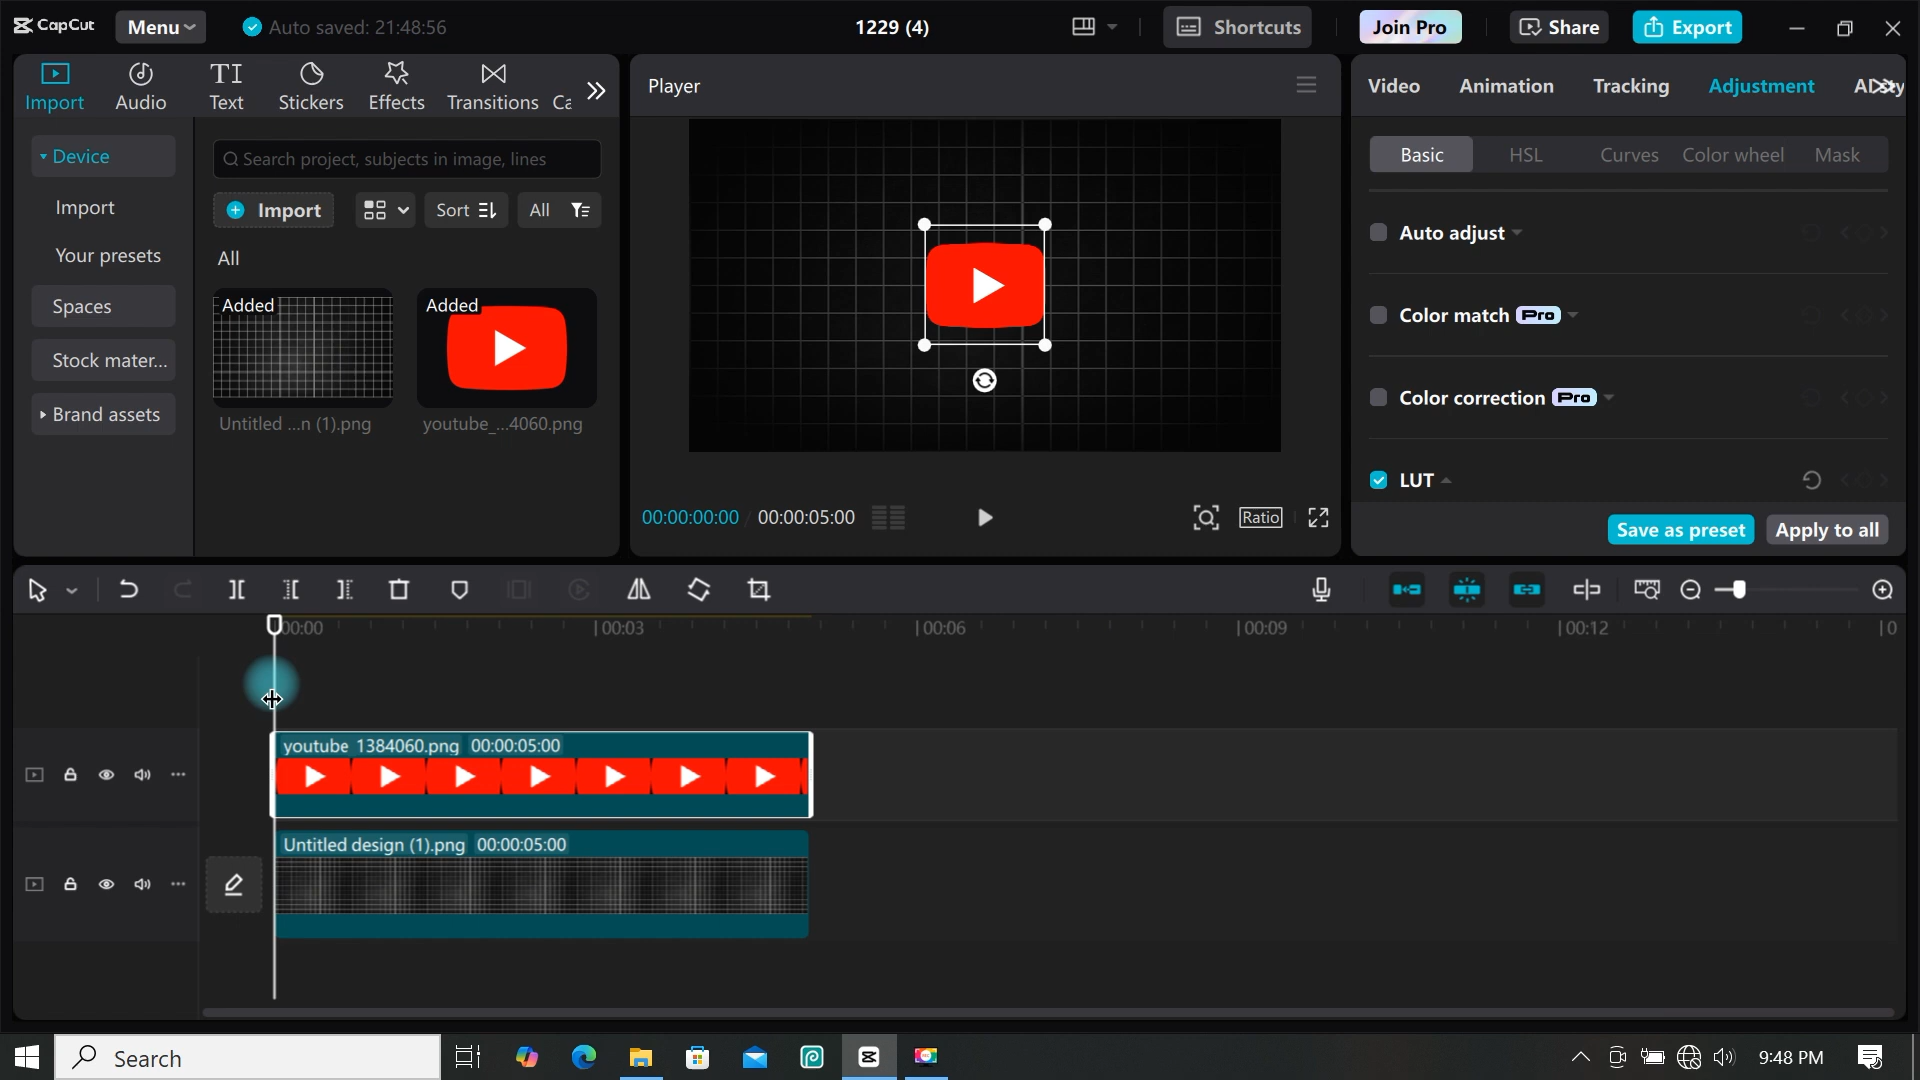 CapCut
Menu
Auto saved: 21:48:56
1229 (4)
Shortcuts
Join Pro
Share
Export
Import
Audio
Text
Stickers
Effects
Transitions
Ca
Device
Import
Your presets
Spaces
Stock mater...
Brand assets
Search project, subjects in image, lines
Import
Sort
All
All
Added
Added
Untitled ...n (1).png
youtube_...4060.png
Player
00:00:00:00
00:00:05:00
Ratio
Video
Animation
Tracking
Adjustment
Basic
HSL
Curves
Color wheel
Mask
Auto adjust
Color match Pro
Color correction Pro
LUT
Save as preset
Apply to all
00:00
00:03
00:06
00:09
00:12
0
youtube_1384060.png 00:00:05:00
Untitled design (1).png 00:00:05:00
Search
9:48 PM